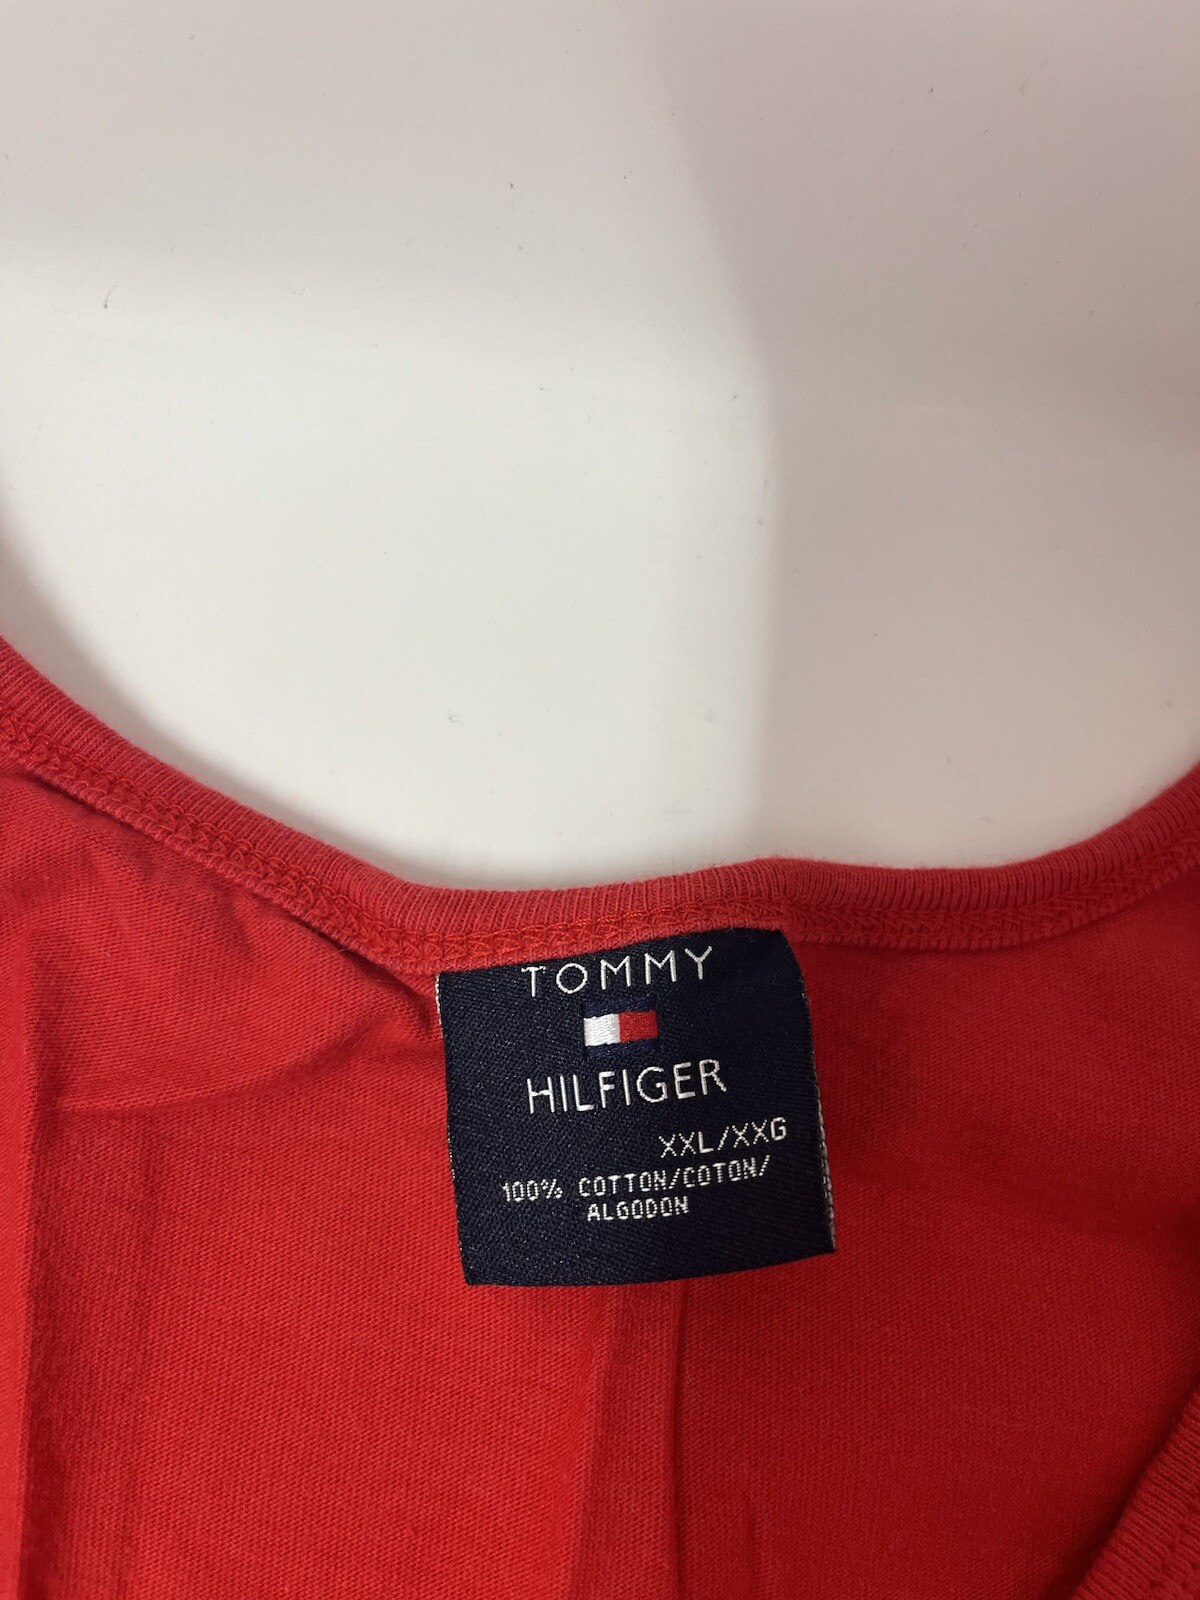 TOMMY
HILFIGER
XXL/XXG
100% COTTON/COTON/
ALGODON